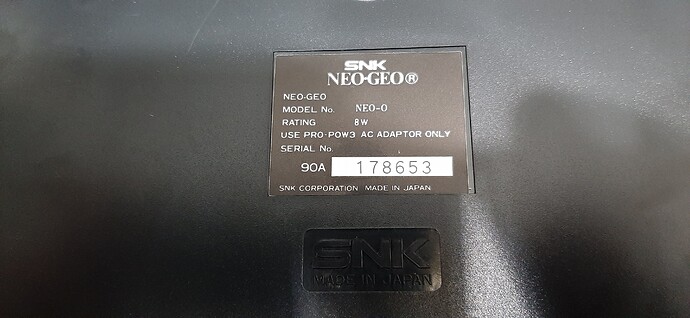 SNK
NEO·GEO®
NEO-GEO
MODEL No. NEO-0
RATING 8W
USE PRO-POW3 AC ADAPTOR ONLY
SERIAL No.
90A 178653
SNK CORPORATION MADE IN JAPAN
SNK
MADE IN JAPAN